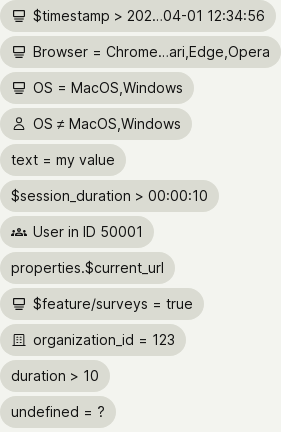 $timestamp > 202...04-01 12:34:56
Browser = Chrome...ari,Edge,Opera
OS = MacOS,Windows
OS ≠ MacOS,Windows
text = my value
$session_duration > 00:00:10
User in ID 50001
properties.$current_url
$feature/surveys = true
organization_id = 123
duration > 10
undefined = ?